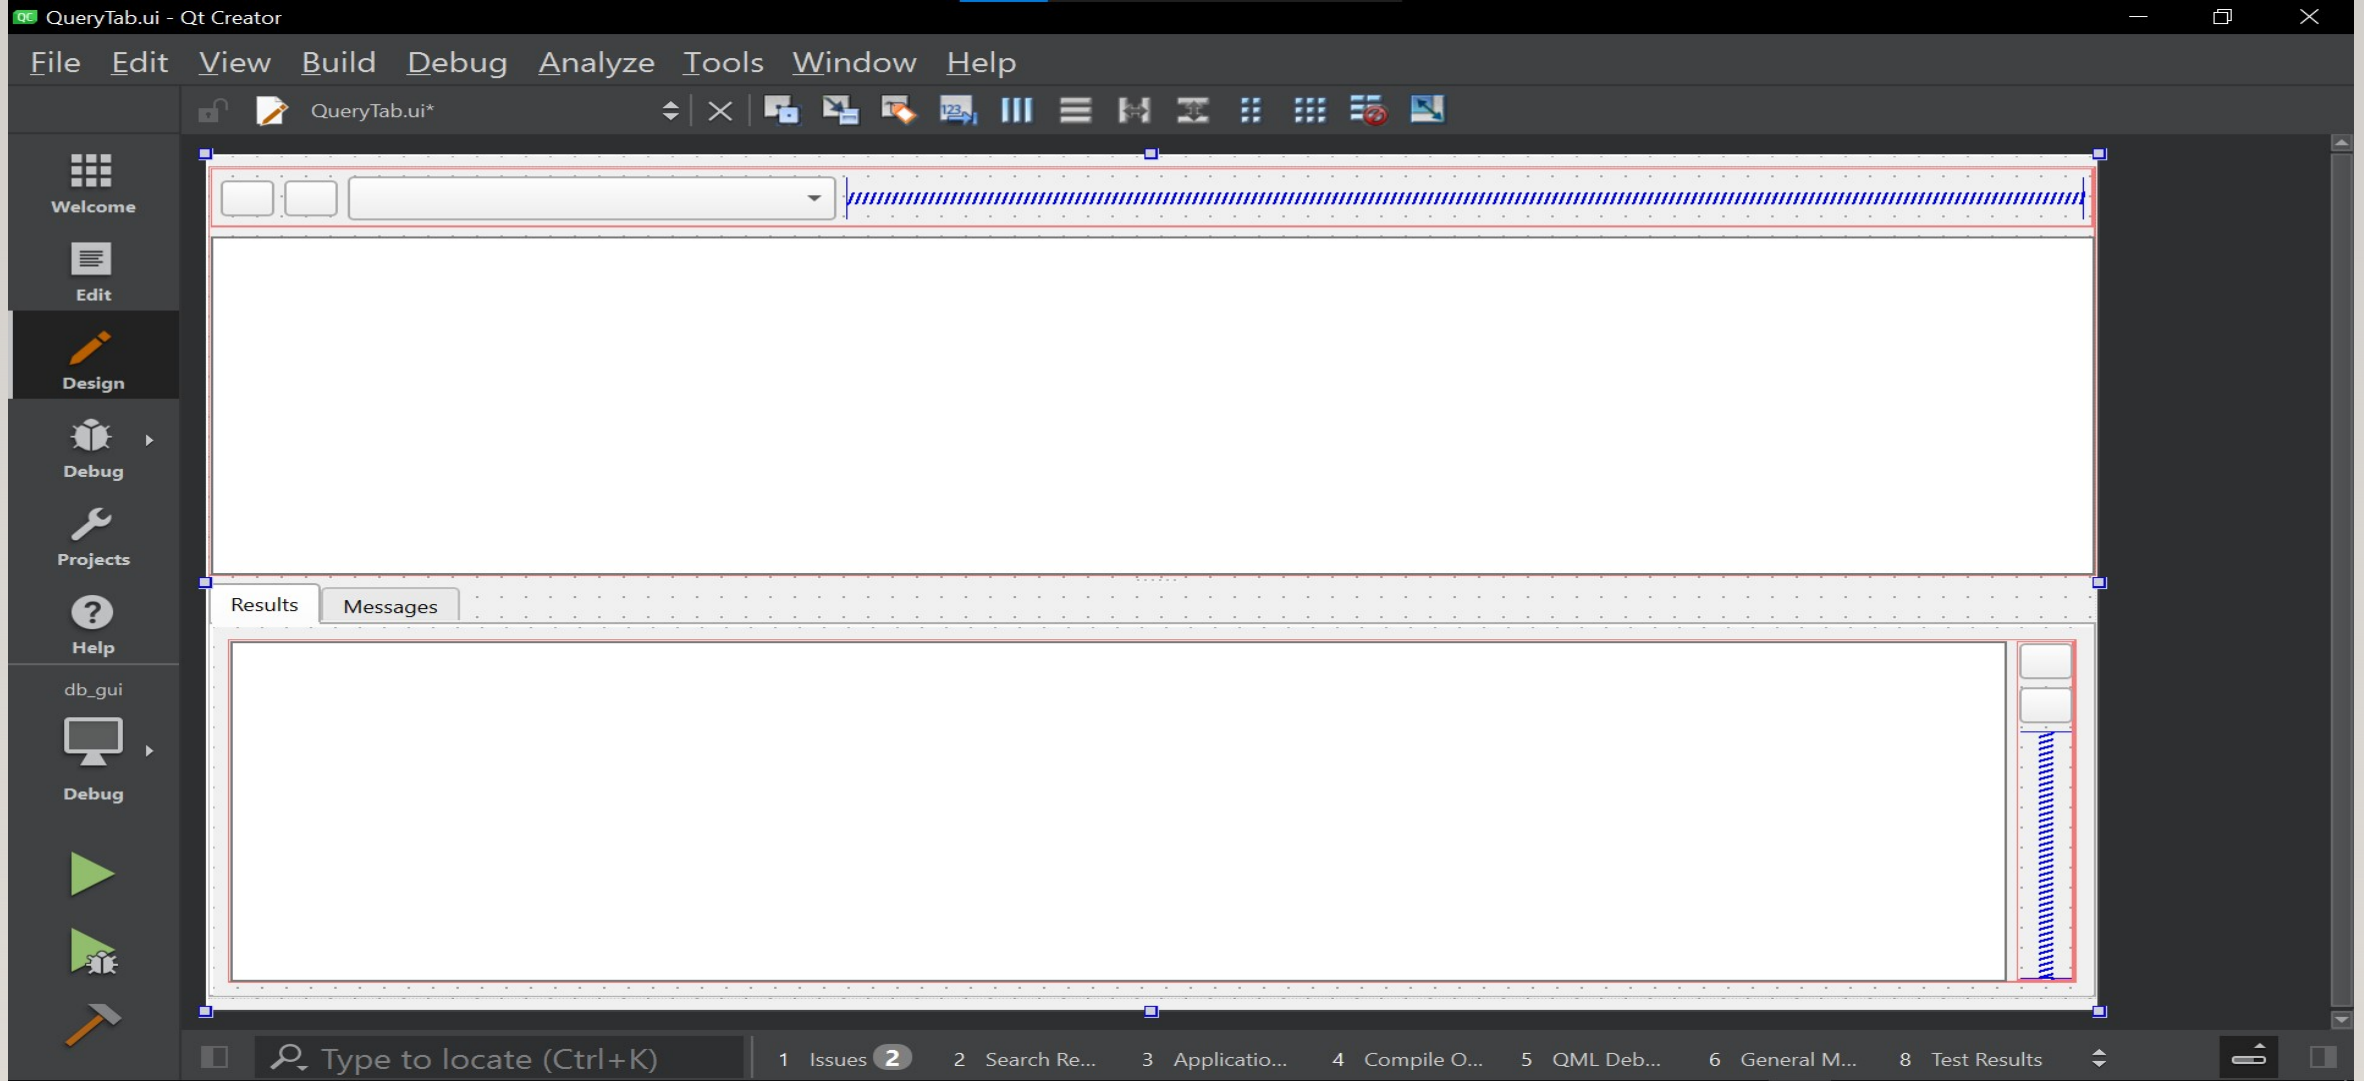 QC QueryTab.ui - Qt Creator
File Edit View Build Debug Analyze Tools Window Help
QueryTab.ui*
123
Welcome
Edit
Design
Debug
Projects
Help
db_gui
Debug
Results Messages
Type to locate (Ctrl+K) 1 Issues 2 2 Search Re... 3 Applicatio... 4 Compile O... 5 QML Deb... 6 General M... 8 Test Results